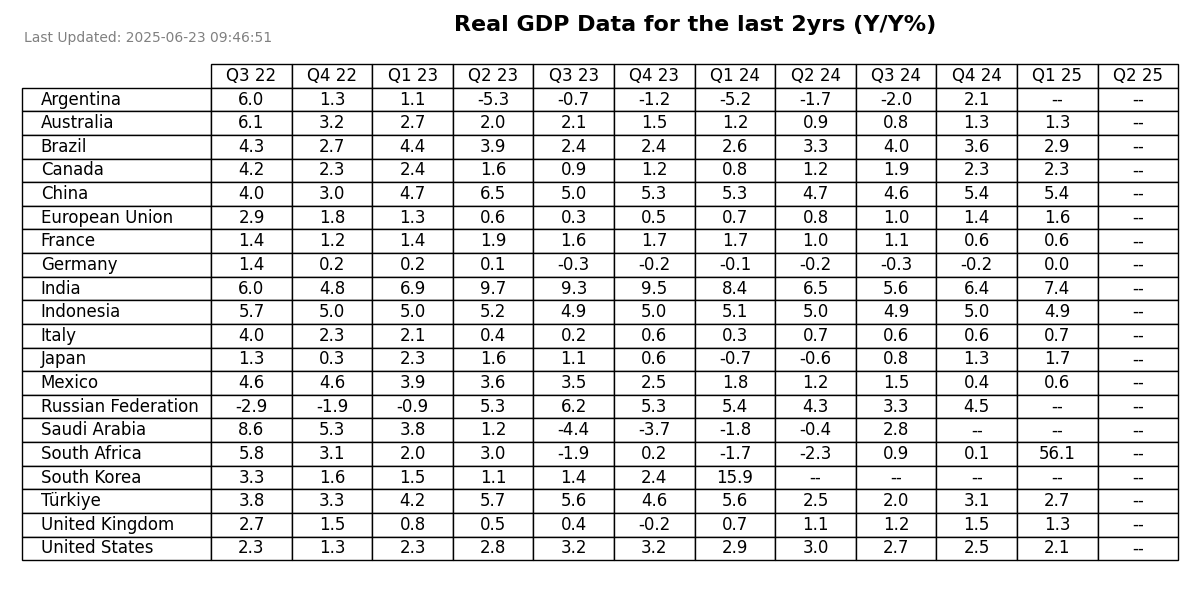 Real GDP Data for the last 2yrs (Y/Y%)
Last Updated: 2025-06-23 09:46:51
Q3 22 Q4 22 Q1 23 Q2 23 Q3 23 Q4 23 Q1 24 Q2 24 Q3 24 Q4 24 Q1 25 Q2 25
Argentina 6.0 1.3 1.1 -5.3 -0.7 -1.2 -5.2 -1.7 -2.0 2.1 -- --
Australia 6.1 3.2 2.7 2.0 2.1 1.5 1.2 0.9 0.8 1.3 1.3 --
Brazil 4.3 2.7 4.4 3.9 2.4 2.4 2.6 3.3 4.0 3.6 2.9 --
Canada 4.2 2.3 2.4 1.6 0.9 1.2 0.8 1.2 1.9 2.3 2.3 --
China 4.0 3.0 4.7 6.5 5.0 5.3 5.3 4.7 4.6 5.4 5.4 --
European Union 2.9 1.8 1.3 0.6 0.3 0.5 0.7 0.8 1.0 1.4 1.6 --
France 1.4 1.2 1.4 1.9 1.6 1.7 1.7 1.0 1.1 0.6 0.6 --
Germany 1.4 0.2 0.2 0.1 -0.3 -0.2 -0.1 -0.2 -0.3 -0.2 0.0 --
India 6.0 4.8 6.9 9.7 9.3 9.5 8.4 6.5 5.6 6.4 7.4 --
Indonesia 5.7 5.0 5.0 5.2 4.9 5.0 5.1 5.0 4.9 5.0 4.9 --
Italy 4.0 2.3 2.1 0.4 0.2 0.6 0.3 0.7 0.6 0.6 0.7 --
Japan 1.3 0.3 2.3 1.6 1.1 0.6 -0.7 -0.6 0.8 1.3 1.7 --
Mexico 4.6 4.6 3.9 3.6 3.5 2.5 1.8 1.2 1.5 0.4 0.6 --
Russian Federation -2.9 -1.9 -0.9 5.3 6.2 5.3 5.4 4.3 3.3 4.5 -- --
Saudi Arabia 8.6 5.3 3.8 1.2 -4.4 -3.7 -1.8 -0.4 2.8 -- -- --
South Africa 5.8 3.1 2.0 3.0 -1.9 0.2 -1.7 -2.3 0.9 0.1 56.1 --
South Korea 3.3 1.6 1.5 1.1 1.4 2.4 15.9 -- -- -- -- --
Türkiye 3.8 3.3 4.2 5.7 5.6 4.6 5.6 2.5 2.0 3.1 2.7 --
United Kingdom 2.7 1.5 0.8 0.5 0.4 -0.2 0.7 1.1 1.2 1.5 1.3 --
United States 2.3 1.3 2.3 2.8 3.2 3.2 2.9 3.0 2.7 2.5 2.1 --